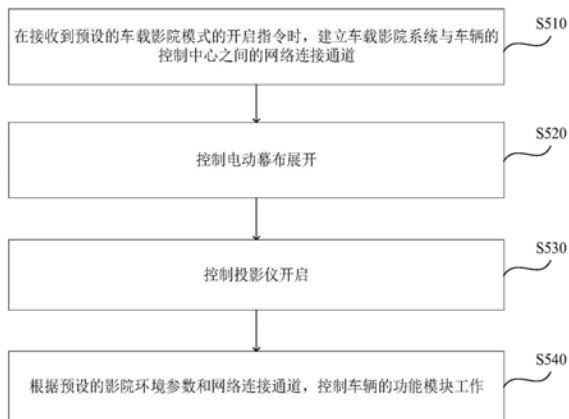 S510
在接收到预设的车载影院模式的开启指令时，建立车载影院系统与车辆的
控制中心之间的网络连接通道
S520
控制电动幕布展开
S530
控制投影仪开启
S540
根据预设的影院环境参数和网络连接通道，控制车辆的功能模块工作